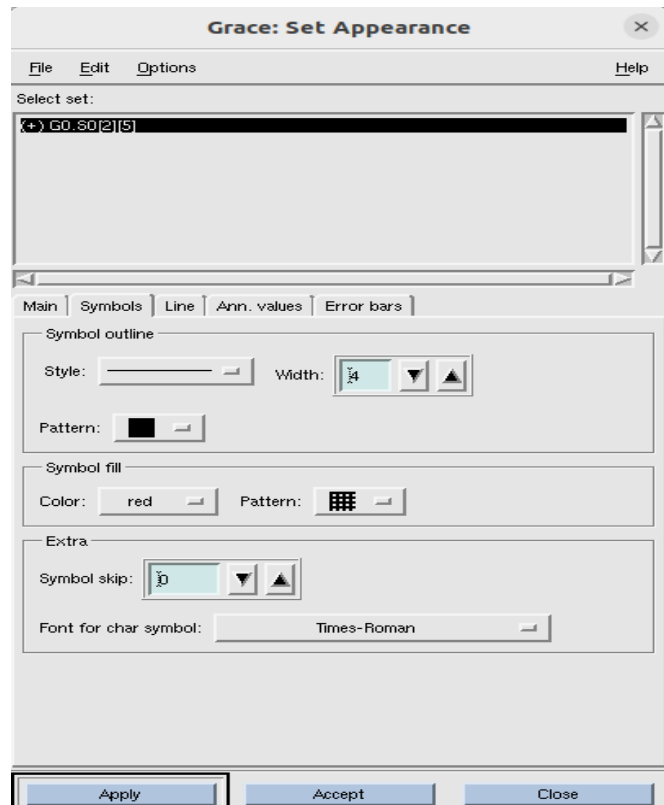 Grace: Set Appearance
File Edit Options Help
Select set:
(+) G0.S0[2][5]
Main Symbols Line Ann. values Error bars
Symbol outline
Style: Width: 4
Pattern:
Symbol fill
Color: red Pattern:
Extra
Symbol skip: 0
Font for char symbol: Times-Roman
Apply Accept Close